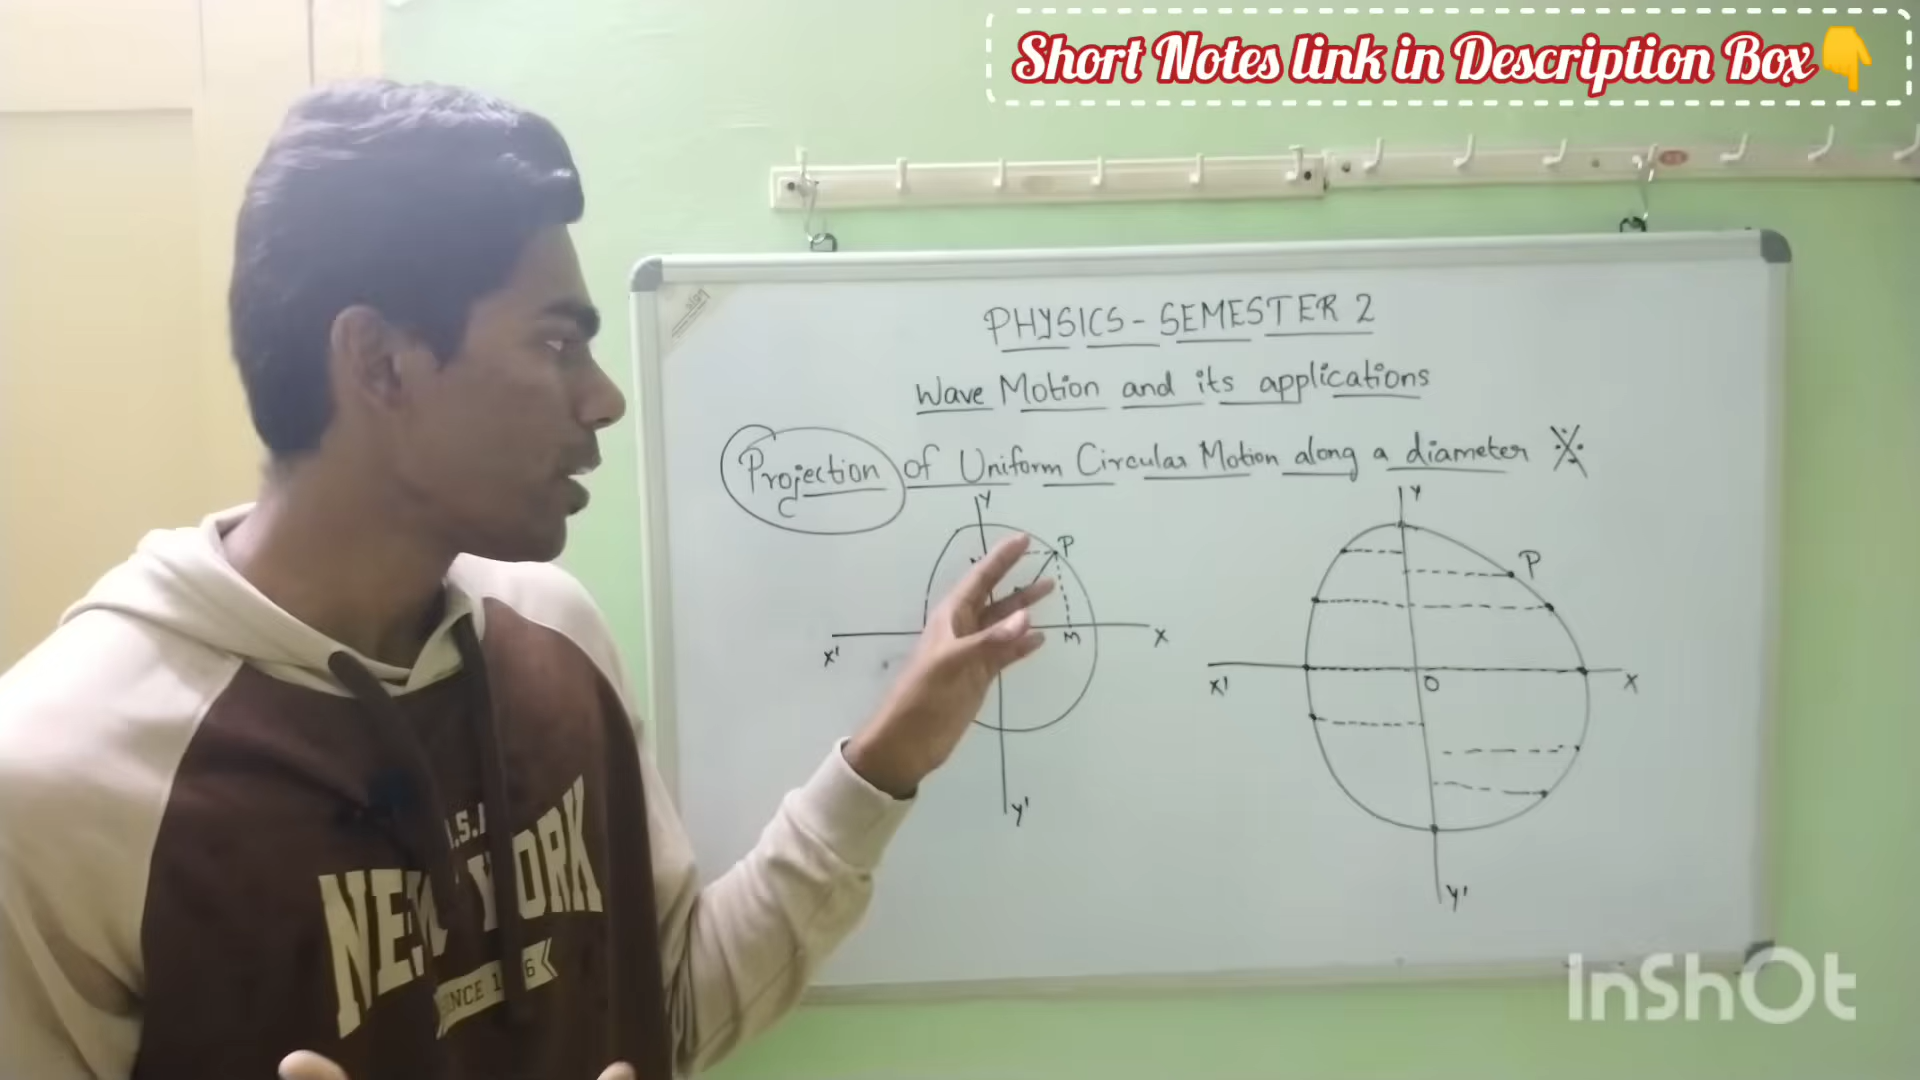 Short Notes link in Description Box👇
PHYSICS - SEMESTER 2
Wave Motion and its applications
Projection of Uniform Circular Motion along a diameter
Y
P
M
X
X'
Y'
Y
P
X'
O
X
Y'
NEW YORK
InShOt